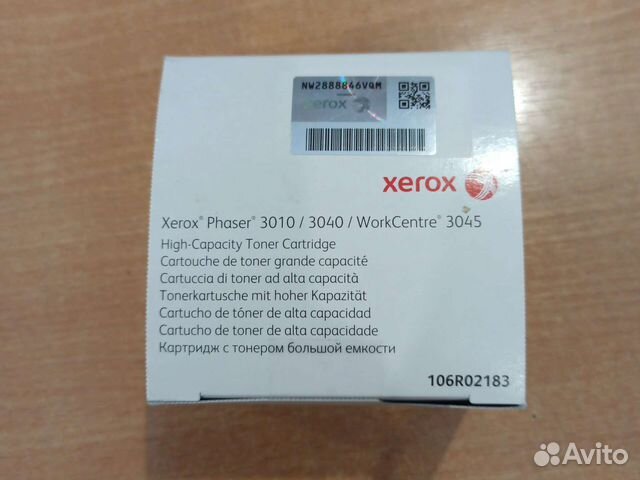 NW2888846VQM
xerox
xerox
Xerox® Phaser® 3010 / 3040 / WorkCentre® 3045
High-Capacity Toner Cartridge
Cartouche de toner grande capacité
Cartuccia di toner ad alta capacità
Tonerkartusche mit hoher Kapazität
Cartucho de tóner de alta capacidad
Cartucho de toner de alta capacidade
Картридж с тонером большой емкости
106R02183
Avito